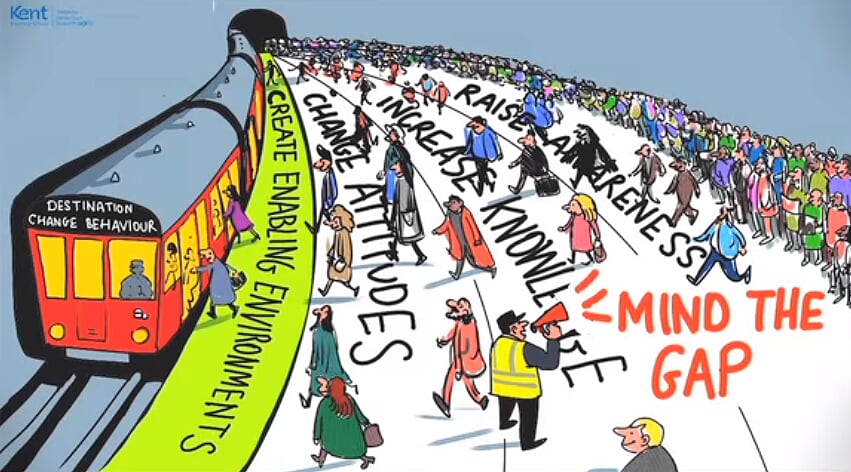 Kent
DESTINATION
CHANGE BEHAVIOUR
CREATE ENABLING ENVIRONMENTS
CHANGE ATTITUDES
INCREASE KNOWLEDGE
RAISE AWARENESS
MIND THE
GAP